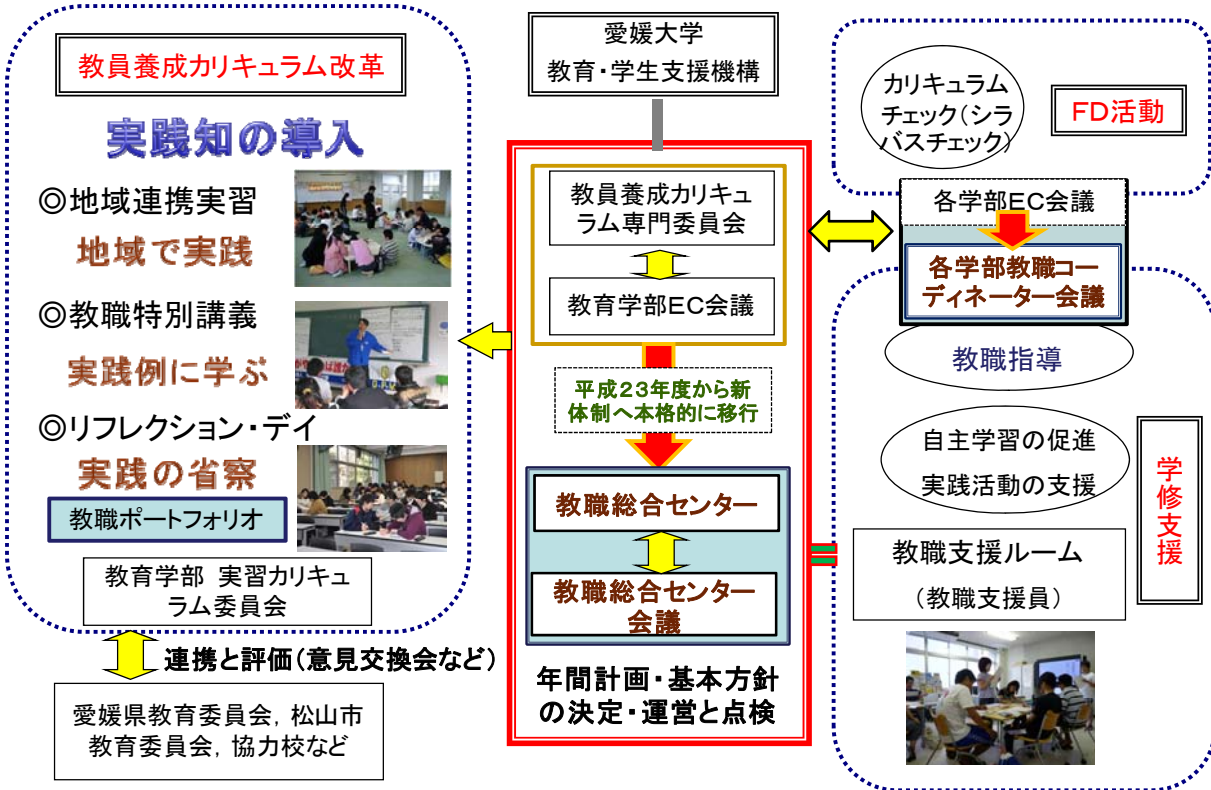 教員養成カリキュラム改革
実践知の導入
◎地域連携実習
地域で実践
◎教職特別講義
実践例に学ぶ
◎リフレクション・デイ
実践の省察
教職ポートフォリオ
教育学部 実習カリキュ
ラム委員会
連携と評価(意見交換会など)
愛媛県教育委員会, 松山市
教育委員会, 協力校など
愛媛大学
教育・学生支援機構
教員養成カリキュ
ラム専門委員会
教育学部EC会議
平成23年度から新
体制へ本格的に移行
教職総合センター
教職総合センター
会議
年間計画・基本方針
の決定・運営と点検
カリキュラム
チェック(シラ
バスチェック)
FD活動
各学部EC会議
各学部教職コー
ディネーター会議
教職指導
自主学習の促進
実践活動の支援
学修支援
教職支援ルーム
(教職支援員)